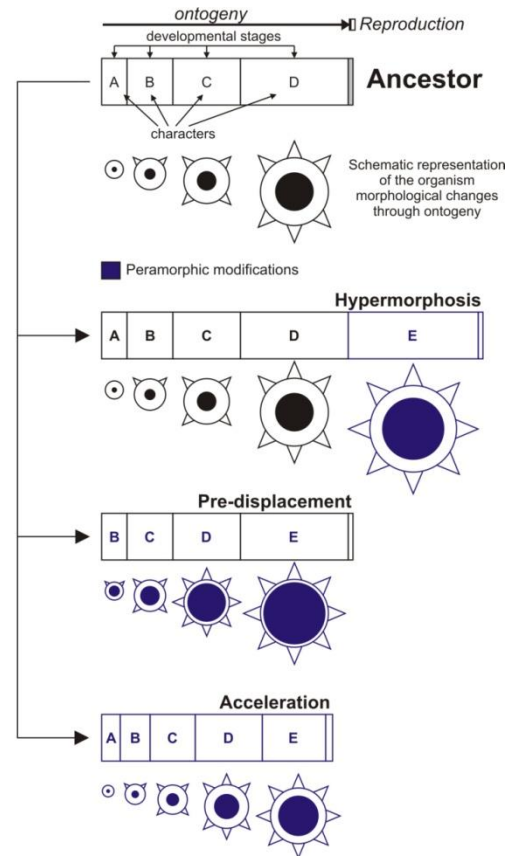 ontogeny
Reproduction
developmental stages
A B C D
Ancestor
characters
Schematic representation
of the organism
morphological changes
through ontogeny
Peramorphic modifications
Hypermorphosis
A B C D E
Pre-displacement
B C D E
Acceleration
A B C D E